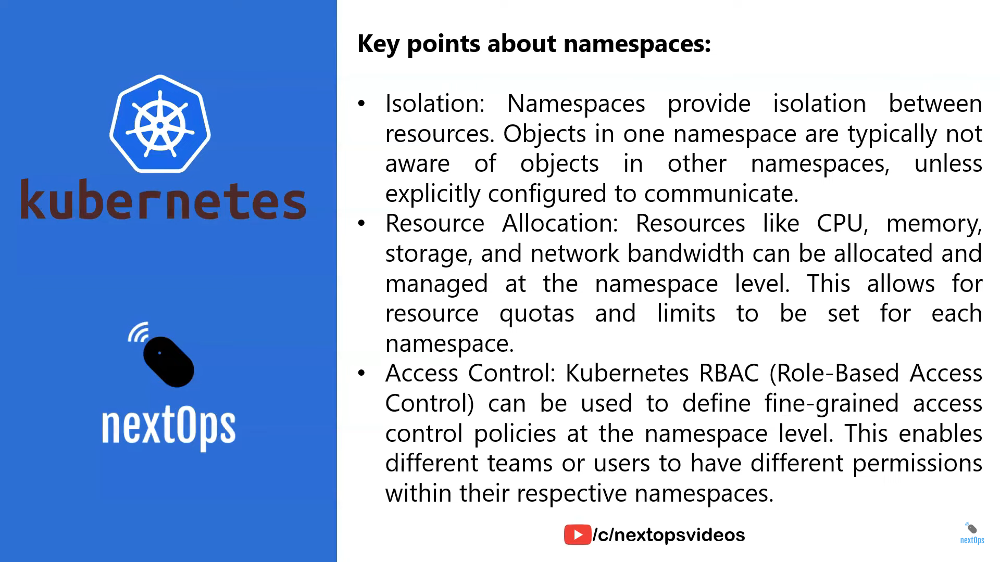 kubernetes
nextOps
Key points about namespaces:
• Isolation: Namespaces provide isolation between
resources. Objects in one namespace are typically not
aware of objects in other namespaces, unless
explicitly configured to communicate.
• Resource Allocation: Resources like CPU, memory,
storage, and network bandwidth can be allocated and
managed at the namespace level. This allows for
resource quotas and limits to be set for each
namespace.
• Access Control: Kubernetes RBAC (Role-Based Access
Control) can be used to define fine-grained access
control policies at the namespace level. This enables
different teams or users to have different permissions
within their respective namespaces.
/c/nextopsvideos
nextOps